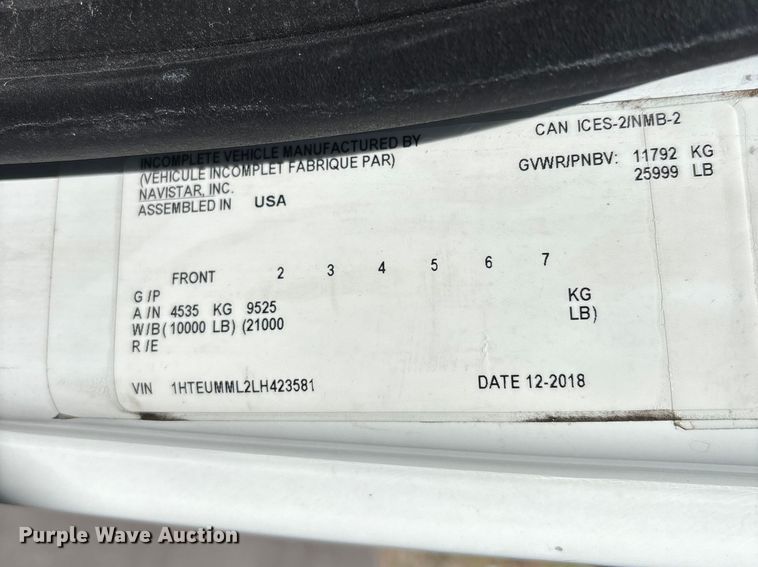 CAN ICES-2/NMB-2
INCOMPLETE VEHICLE MANUFACTURED BY
(VEHICULE INCOMPLET FABRIQUE PAR)
NAVISTAR, INC.
ASSEMBLED IN USA
GVWR/PNBV: 11792 KG
25999 LB
FRONT 2 3 4 5 6 7
G /P
A /N 4535 KG 9525 KG
W/B (10000 LB) (21000 LB)
R /E
VIN 1HTEUMML2LH423581 DATE 12-2018
Purple Wave Auction